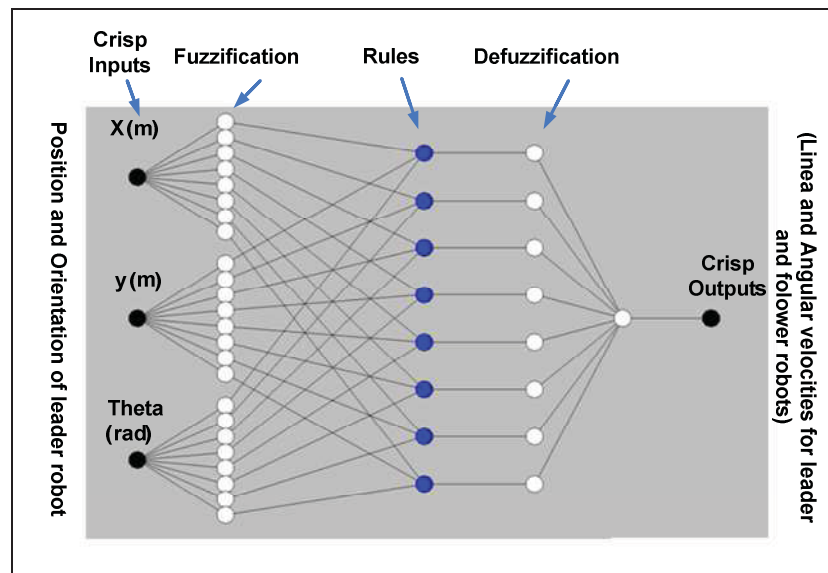 Crisp
Inputs
Fuzzification
Rules
Defuzzification
X(m)
y(m)
Theta
(rad)
Crisp
Outputs
Position and Orientation of leader robot
(Linea and Angular velocities for leader
and folower robots)